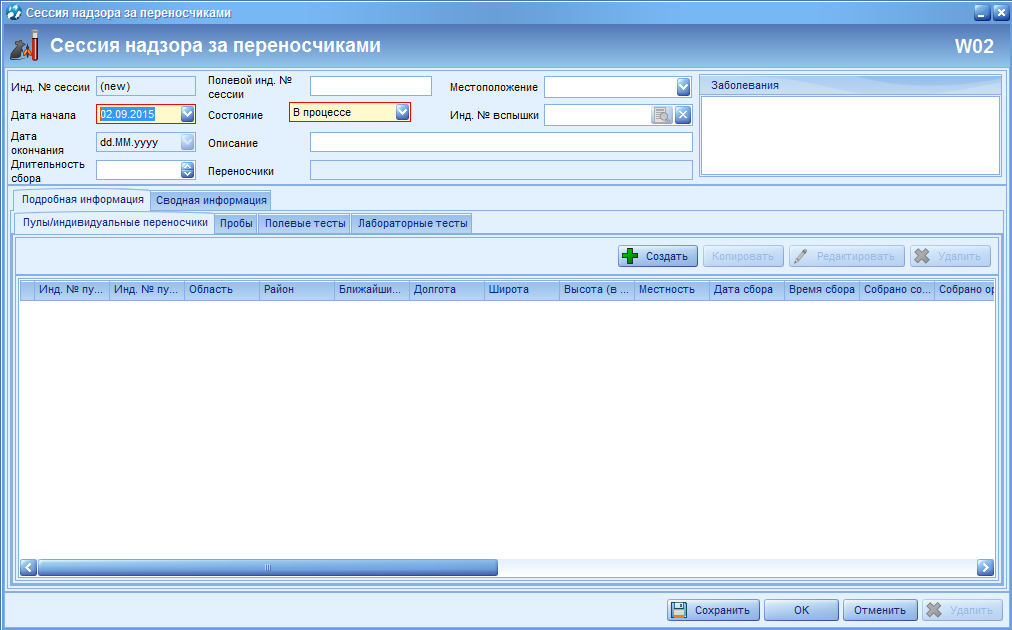 Сессия надзора за переносчиками
Сессия надзора за переносчиками
W02
Инд. № сессии
(new)
Полевой инд. №
сессии
Местоположение
Заболевания
Дата начала
02.09.2015
Состояние
В процессе
Инд. № вспышки
Дата
окончания
dd.MM.yyyy
Описание
Длительность
сбора
Переносчики
Подробная информация
Сводная информация
Пулы/индивидуальные переносчики
Пробы
Полевые тесты
Лабораторные тесты
Создать
Копировать
Редактировать
Удалить
Инд. № пу...
Инд. № пу...
Область
Район
Ближайши...
Долгота
Широта
Высота (в ...
Местность
Дата сбора
Время сбора
Собрано со...
Собрано ор
Сохранить
OK
Отменить
Удалить